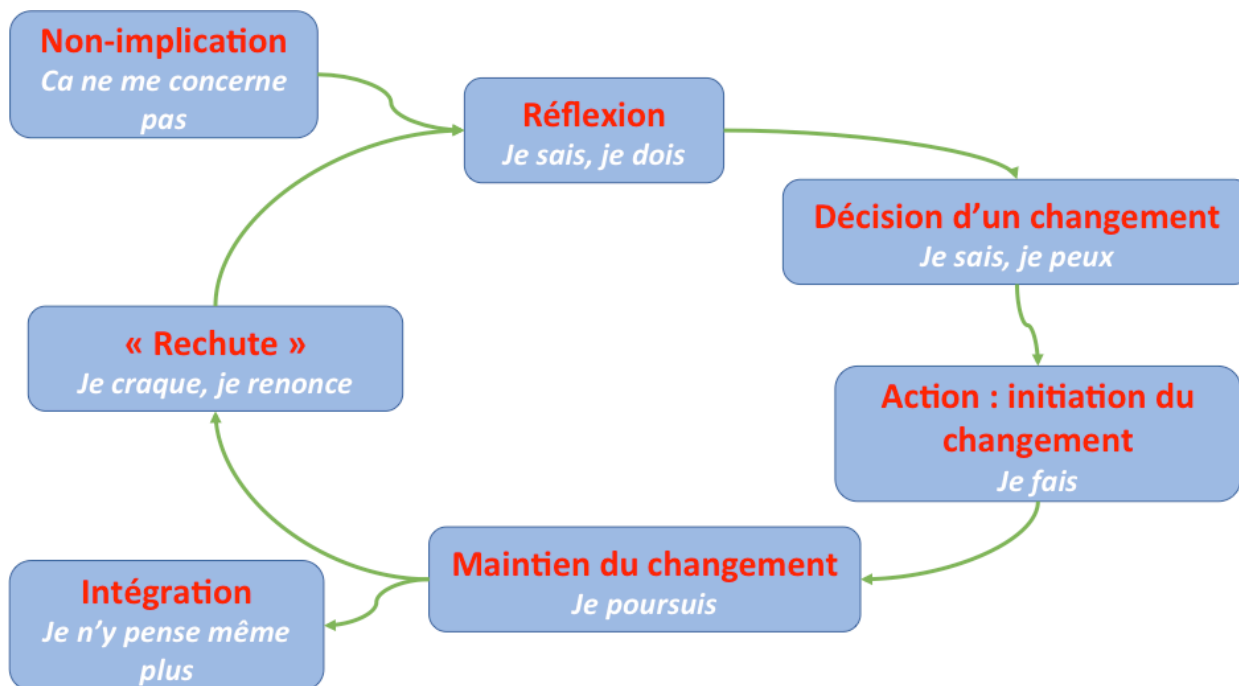 Non-implication
Ca ne me concerne
pas
Réflexion
Je sais, je dois
Décision d’un changement
Je sais, je peux
« Rechute »
Je craque, je renonce
Action : initiation du
changement
Je fais
Maintien du changement
Je poursuis
Intégration
Je n’y pense même
plus